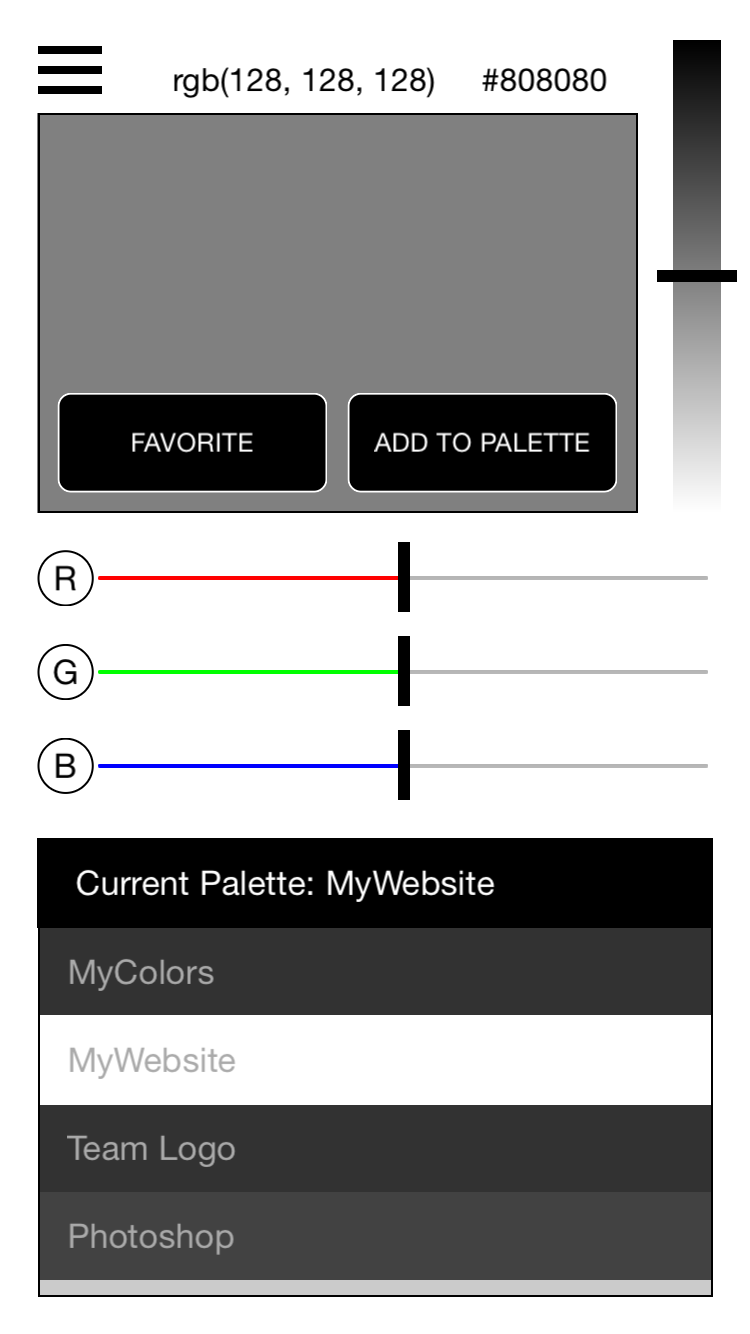 rgb(128, 128, 128) #808080
FAVORITE ADD TO PALETTE
R
G
B
Current Palette: MyWebsite
MyColors
MyWebsite
Team Logo
Photoshop